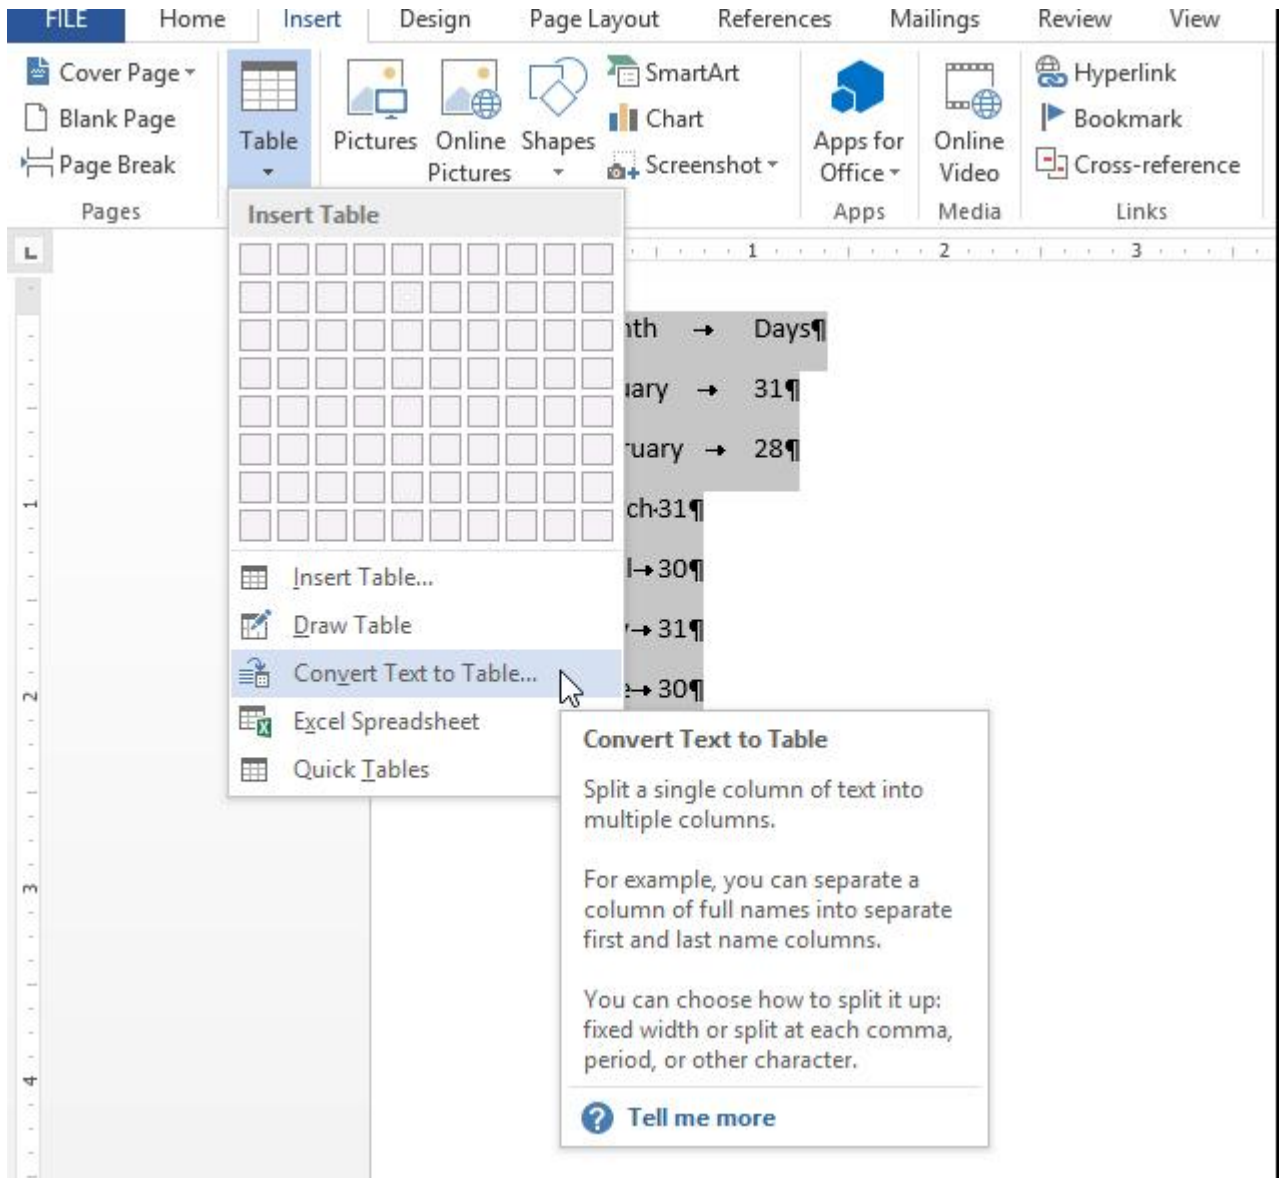 FILE Home Insert Design Page Layout References Mailings Review View
Cover Page
Blank Page
Page Break
Pages
Table
Pictures
Online
Pictures
Shapes
SmartArt
Chart
Screenshot
Apps for
Office
Apps
Online
Video
Media
Hyperlink
Bookmark
Cross-reference
Links
Insert Table
L
1 2 3
nth → Days¶
uary → 31¶
ruary → 28¶
ch→31¶
l→30¶
→31¶
e→30¶
1
2
3
4
Insert Table...
Draw Table
Convert Text to Table...
Excel Spreadsheet
Quick Tables
Convert Text to Table
Split a single column of text into
multiple columns.
For example, you can separate a
column of full names into separate
first and last name columns.
You can choose how to split it up:
fixed width or split at each comma,
period, or other character.
Tell me more